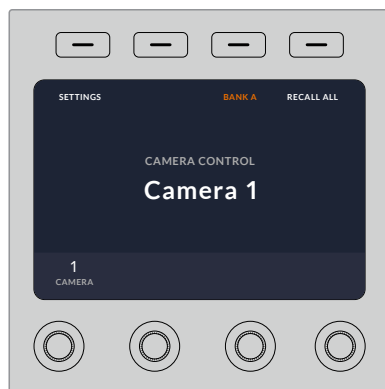 SETTINGS BANK A RECALL ALL
CAMERA CONTROL
Camera 1
1
CAMERA